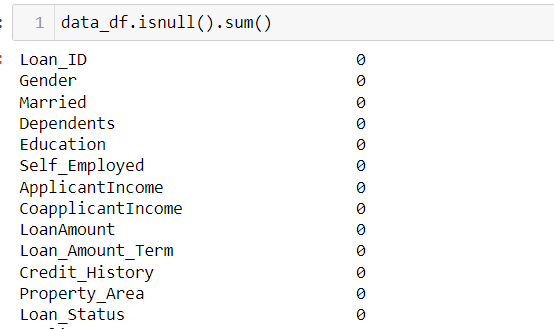 1 data_df.isnull().sum()
Loan_ID 0
Gender 0
Married 0
Dependents 0
Education 0
Self_Employed 0
ApplicantIncome 0
CoapplicantIncome 0
LoanAmount 0
Loan_Amount_Term 0
Credit_History 0
Property_Area 0
Loan_Status 0